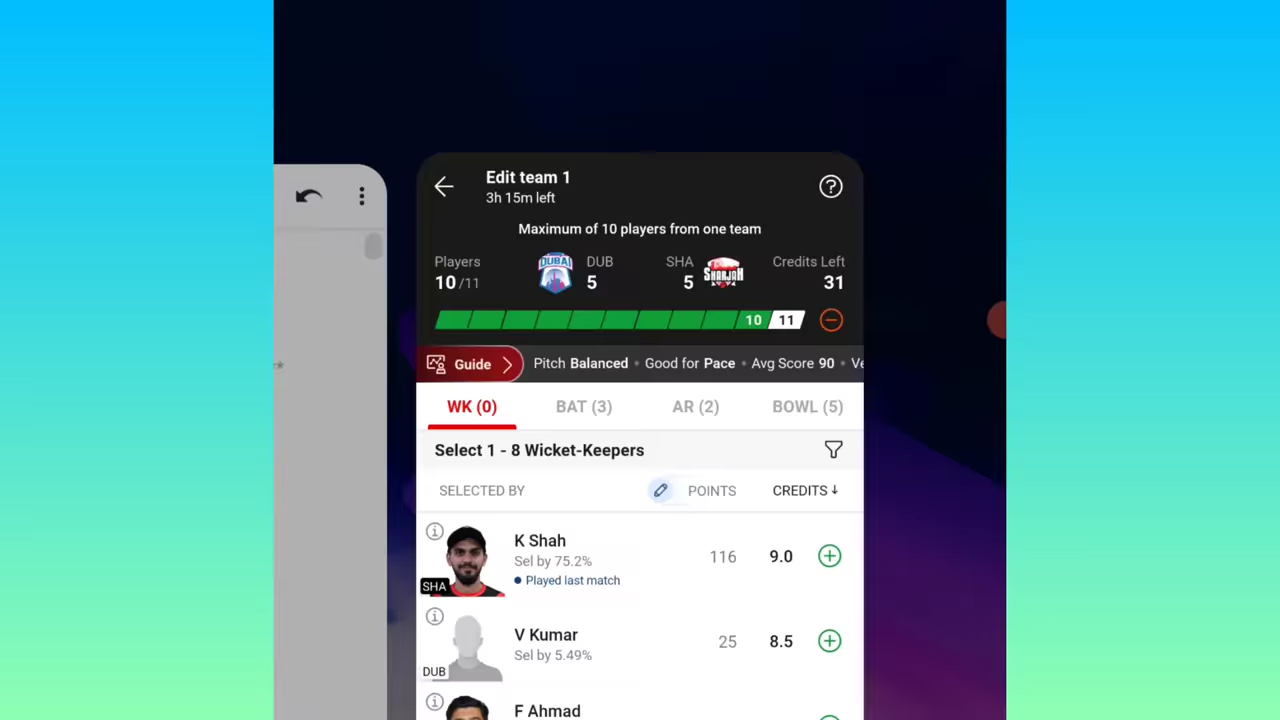 Edit team 1
3h 15m left
Maximum of 10 players from one team
Players
10/11
DUBAI
DUB
5
SHA
5
SHARJAH
Credits Left
31
10
11
Guide
Pitch Balanced • Good for Pace • Avg Score 90 • Ve
WK (0)
BAT (3)
AR (2)
BOWL (5)
Select 1 - 8 Wicket-Keepers
SELECTED BY
POINTS
CREDITS↓
K Shah
Sel by 75.2%
• Played last match
SHA
116
9.0
V Kumar
Sel by 5.49%
DUB
25
8.5
F Ahmad